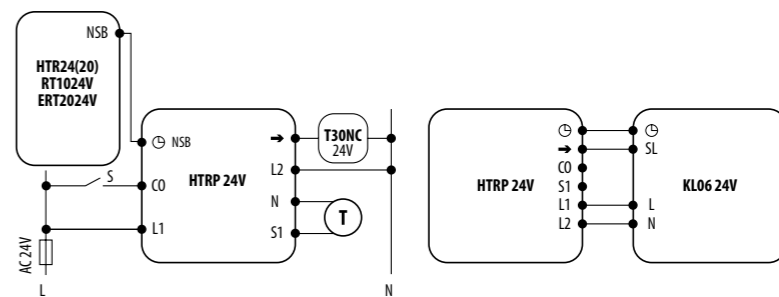 NSB
HTR24(20)
RT1024V
ERT2024V
NSB
S
CO
L1
AC 24V
L
HTRP 24V
➔
L2
N
S1
T30NC
24V
T
N
HTRP 24V
➔
CO
S1
L1
L2
SL
L
N
KL06 24V